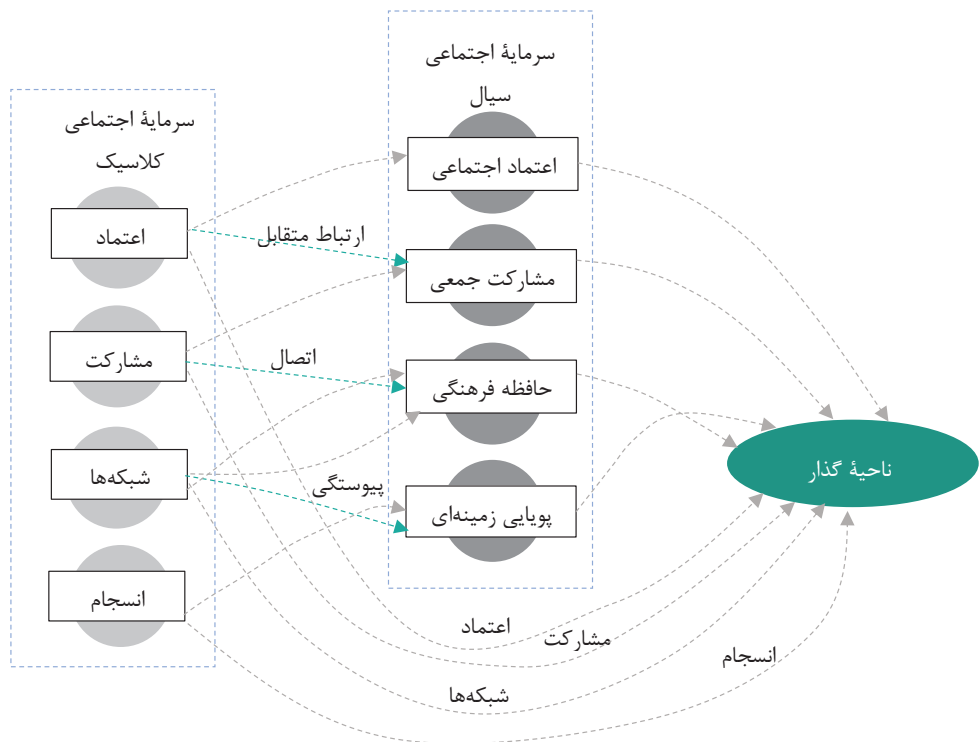 سرمایهٔ اجتماعی
کلاسیک
اعتماد
مشارکت
شبکه‌ها
انسجام
ارتباط متقابل
اتصال
پیوستگی
سرمایهٔ اجتماعی
سیال
اعتماد اجتماعی
مشارکت جمعی
حافظه فرهنگی
پویایی زمینه‌ای
ناحیهٔ گذار
اعتماد
مشارکت
شبکه‌ها
انسجام